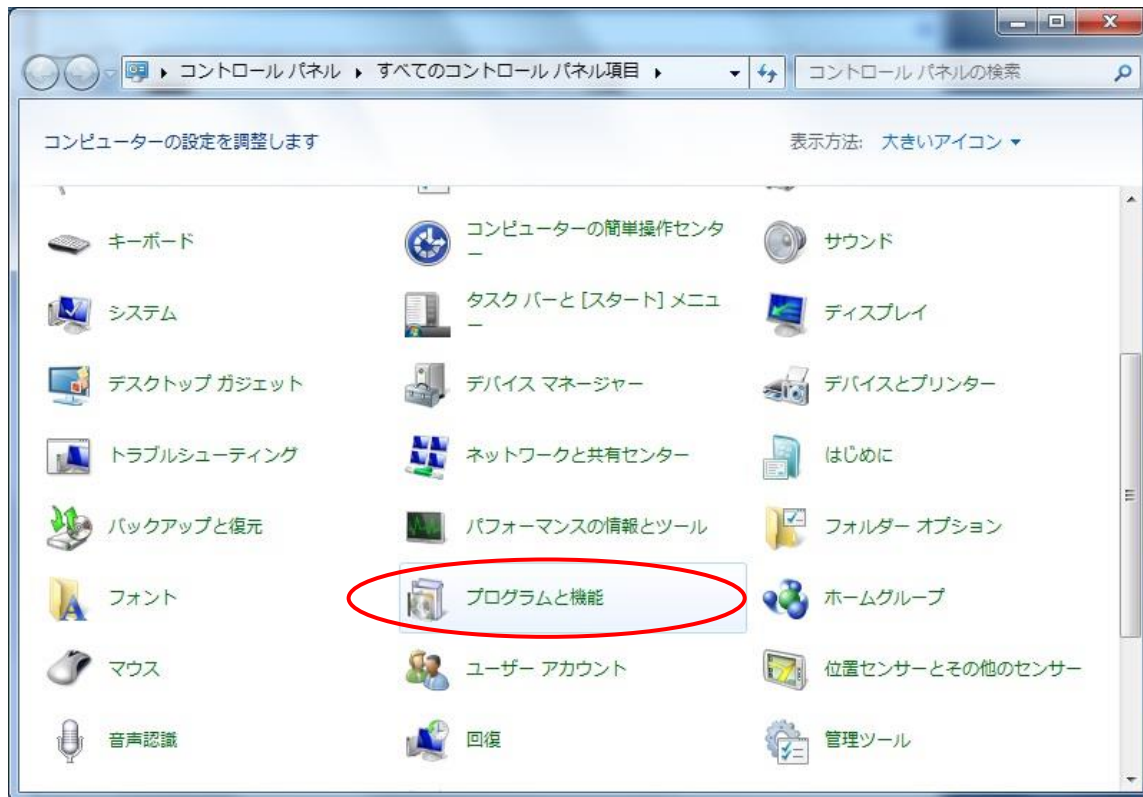 コントロール パネル ▸ すべてのコントロール パネル項目 ▸
コントロール パネルの検索
コンピューターの設定を調整します
表示方法: 大きいアイコン
キーボード
コンピューターの簡単操作センタ
ー
サウンド
システム
タスク バーと [スタート] メニュ
ー
ディスプレイ
デスクトップ ガジェット
デバイス マネージャー
デバイスとプリンター
トラブルシューティング
ネットワークと共有センター
はじめに
バックアップと復元
パフォーマンスの情報とツール
フォルダー オプション
フォント
プログラムと機能
ホームグループ
マウス
ユーザー アカウント
位置センサーとその他のセンサー
音声認識
回復
管理ツール